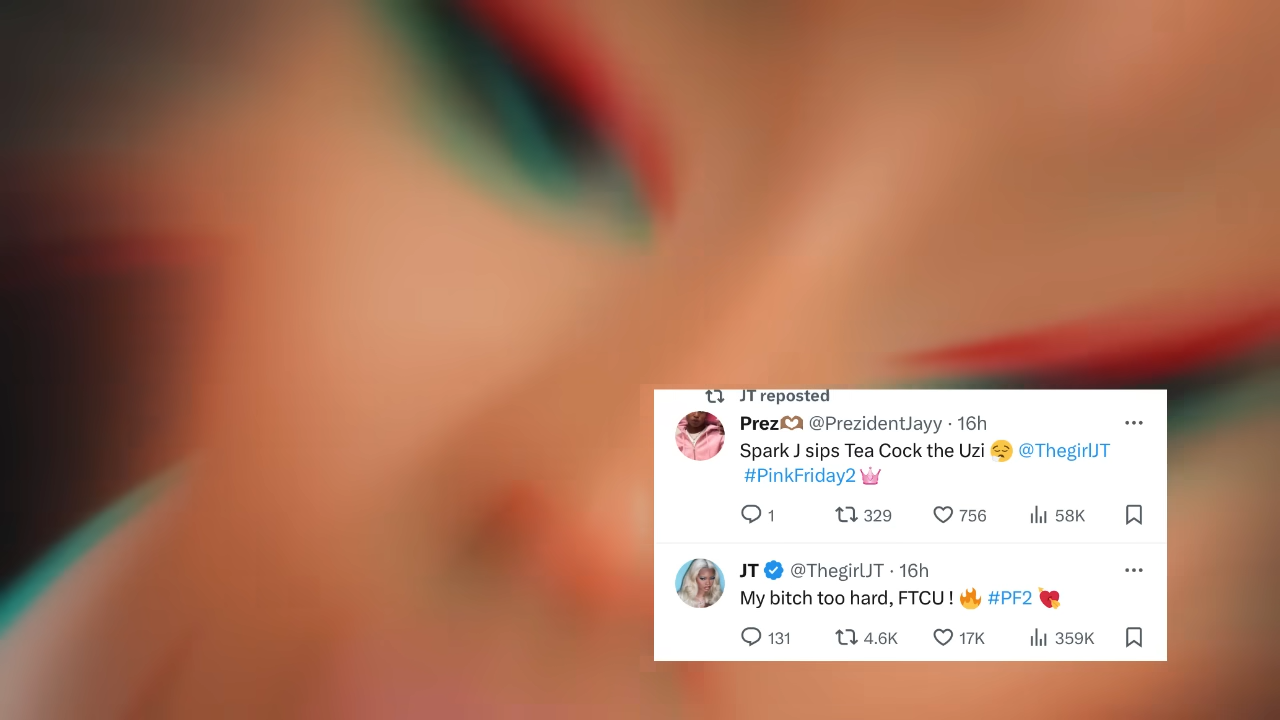 JT reposted
Prez🫶🏽 @PrezidentJayy · 16h
Spark J sips Tea Cock the Uzi 😮‍💨 @ThegirlJT
#PinkFriday2
1 329 756 58K
JT @ThegirlJT · 16h
My bitch too hard, FTCU ! 🔥 #PF2 💘
131 4.6K 17K 359K